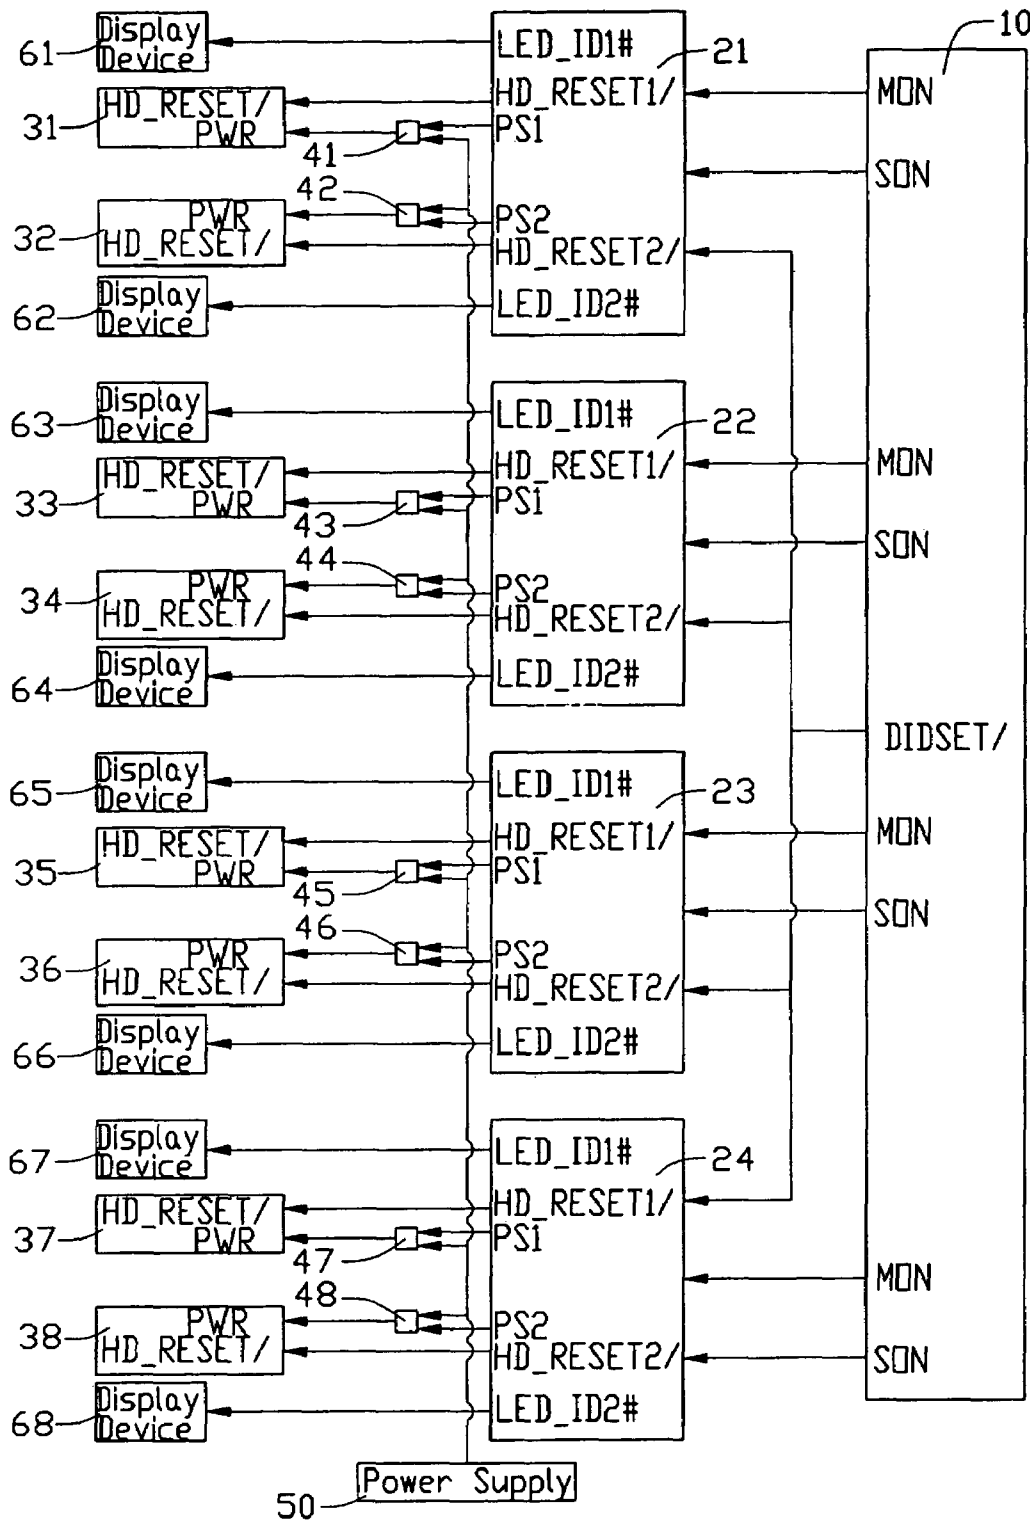 10
61
Display
Device
LED_ID1#
21
MON
31
HD_RESET/
PWR
HD_RESET1/
PS1
41
SON
42
32
PWR
HD_RESET/
PS2
HD_RESET2/
62
Display
Device
LED_ID2#
63
Display
Device
LED_ID1#
22
MON
33
HD_RESET/
PWR
HD_RESET1/
PS1
43
SON
44
34
PWR
HD_RESET/
PS2
HD_RESET2/
64
Display
Device
LED_ID2#
DIDSET/
65
Display
Device
LED_ID1#
23
MON
35
HD_RESET/
PWR
HD_RESET1/
PS1
45
SON
46
36
PWR
HD_RESET/
PS2
HD_RESET2/
66
Display
Device
LED_ID2#
67
Display
Device
LED_ID1#
24
37
HD_RESET/
PWR
HD_RESET1/
PS1
47
MON
48
38
PWR
HD_RESET/
PS2
HD_RESET2/
SON
68
Display
Device
LED_ID2#
50
Power Supply